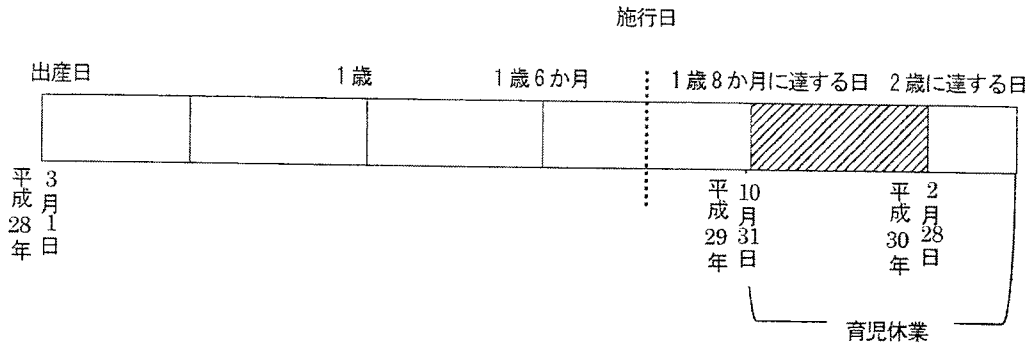 施行日
出産日
1歳
1歳6か月
1歳8か月に達する日
2歳に達する日
平成28年
3月1日
平成29年
10月31日
平成30年
2月28日
育児休業